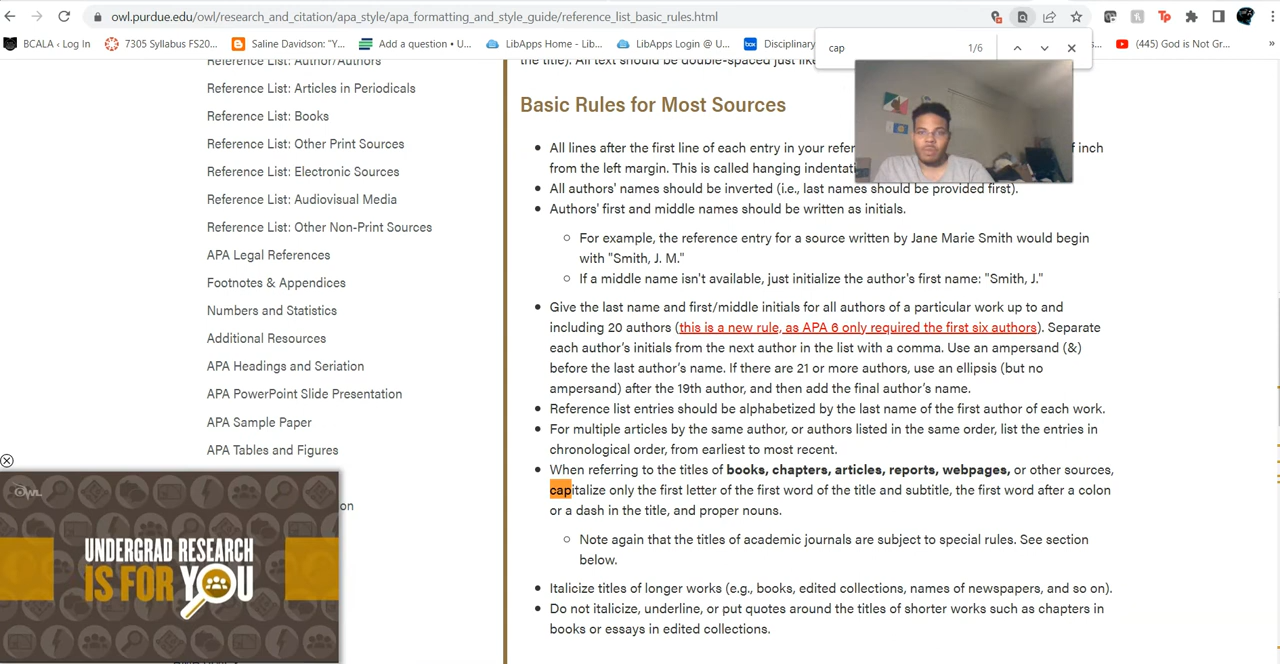 owl.purdue.edu/owl/research_and_citation/apa_style/apa_formatting_and_style_guide/reference_list_basic_rules.html
BCALA ‹ Log In
7305 Syllabus FS20...
Saline Davidson: "Y...
Add a question • U...
LibApps Home - Lib...
LibApps Login @ U...
box
Disciplinary
(445) God is Not Gr...
»
cap
1/6
the title). All text should be double-spaced just like
Reference List: Author/Authors
Reference List: Articles in Periodicals
Reference List: Books
Reference List: Other Print Sources
Reference List: Electronic Sources
Reference List: Audiovisual Media
Reference List: Other Non-Print Sources
APA Legal References
Footnotes & Appendices
Numbers and Statistics
Additional Resources
APA Headings and Seriation
APA PowerPoint Slide Presentation
APA Sample Paper
APA Tables and Figures
on
OWL
UNDERGRAD RESEARCH
IS FOR YOU
Basic Rules for Most Sources
All lines after the first line of each entry in your refer f inch
from the left margin. This is called hanging indentati
All authors' names should be inverted (i.e., last names should be provided first).
Authors' first and middle names should be written as initials.
For example, the reference entry for a source written by Jane Marie Smith would begin
with "Smith, J. M."
If a middle name isn't available, just initialize the author's first name: "Smith, J."
Give the last name and first/middle initials for all authors of a particular work up to and
including 20 authors (this is a new rule, as APA 6 only required the first six authors). Separate
each author's initials from the next author in the list with a comma. Use an ampersand (&)
before the last author's name. If there are 21 or more authors, use an ellipsis (but no
ampersand) after the 19th author, and then add the final author's name.
Reference list entries should be alphabetized by the last name of the first author of each work.
For multiple articles by the same author, or authors listed in the same order, list the entries in
chronological order, from earliest to most recent.
When referring to the titles of books, chapters, articles, reports, webpages, or other sources,
capitalize only the first letter of the first word of the title and subtitle, the first word after a colon
or a dash in the title, and proper nouns.
Note again that the titles of academic journals are subject to special rules. See section
below.
Italicize titles of longer works (e.g., books, edited collections, names of newspapers, and so on).
Do not italicize, underline, or put quotes around the titles of shorter works such as chapters in
books or essays in edited collections.